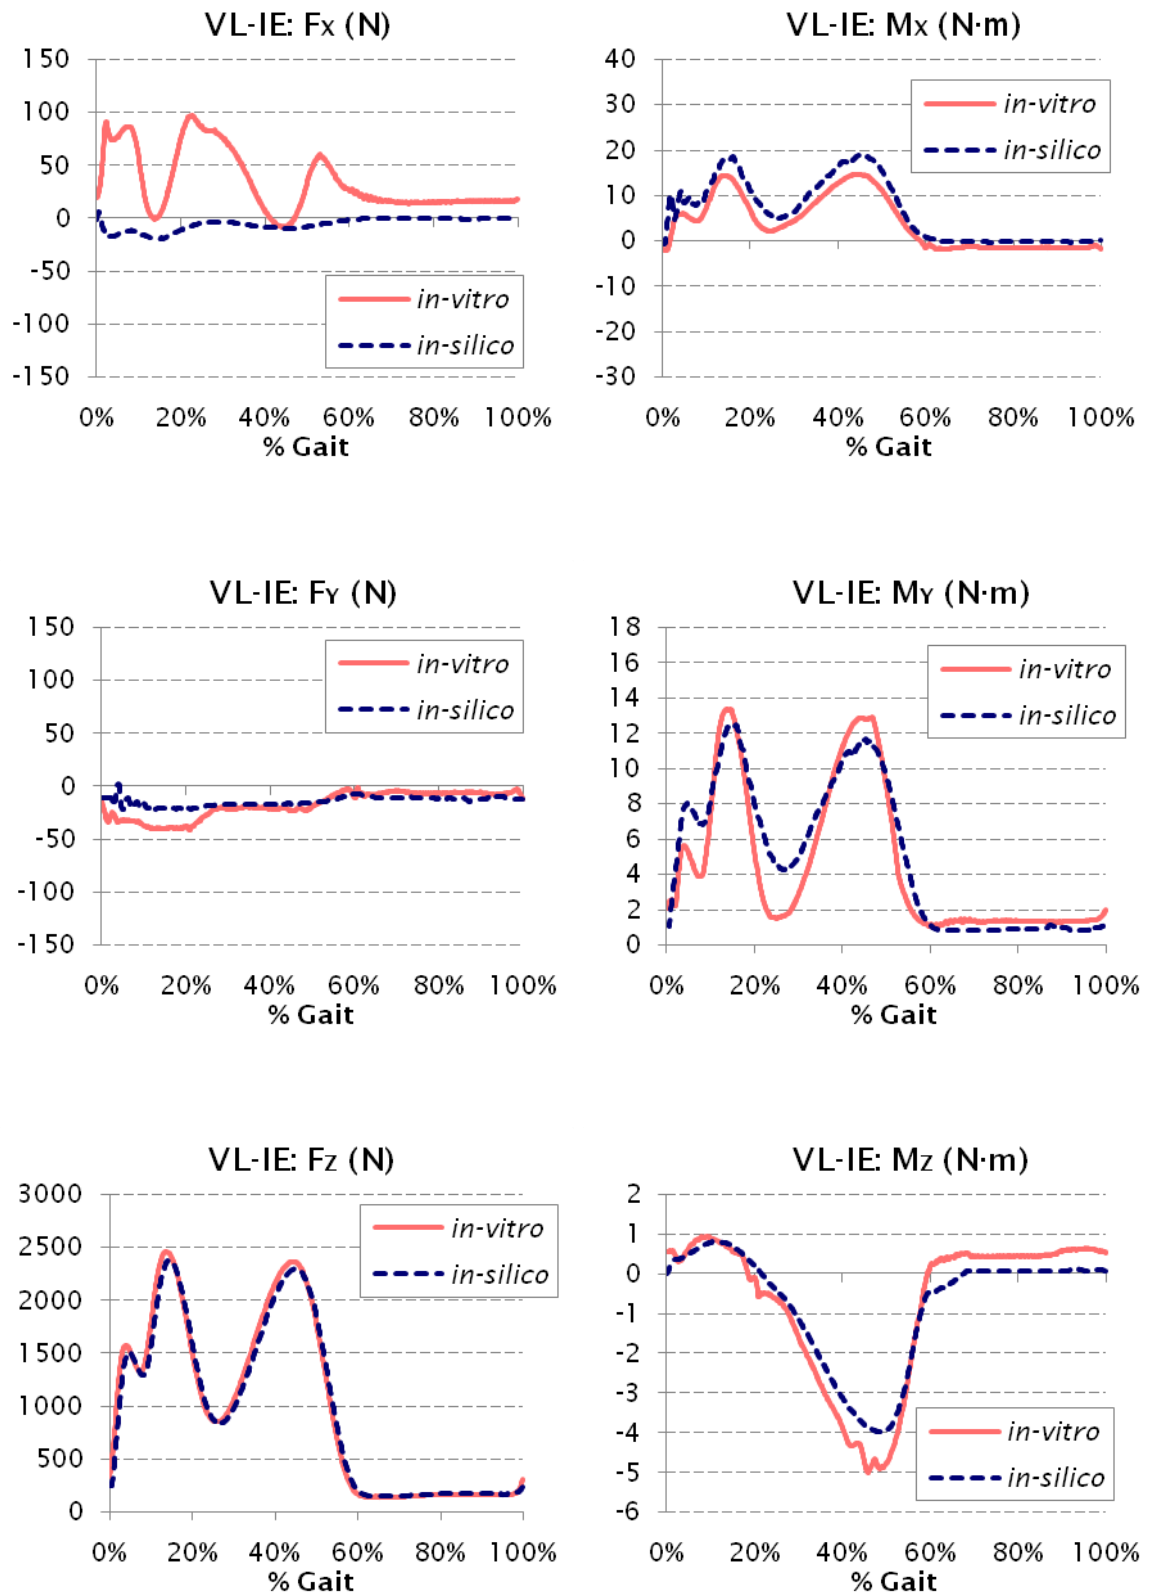 VL-IE: FX (N)
150
100
50
0
-50
-100
-150
in-vitro
in-silico
0% 20% 40% 60% 80% 100%
% Gait
VL-IE: MX (N·m)
40
30
20
10
0
-10
-20
-30
in-vitro
in-silico
0% 20% 40% 60% 80% 100%
% Gait
VL-IE: FY (N)
150
100
50
0
-50
-100
-150
in-vitro
in-silico
0% 20% 40% 60% 80% 100%
% Gait
VL-IE: MY (N·m)
18
16
14
12
10
8
6
4
2
0
in-vitro
in-silico
0% 20% 40% 60% 80% 100%
% Gait
VL-IE: FZ (N)
3000
2500
2000
1500
1000
500
0
in-vitro
in-silico
0% 20% 40% 60% 80% 100%
% Gait
VL-IE: MZ (N·m)
2
1
0
-1
-2
-3
-4
-5
-6
in-vitro
in-silico
0% 20% 40% 60% 80% 100%
% Gait